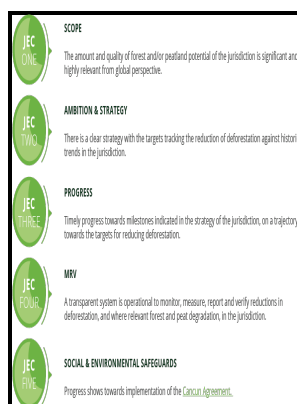 JEC
ONE
SCOPE
The amount and quality of forest and/or peatland potential of the jurisdiction is significant and
highly relevant from global perspective.
JEC
TWO
AMBITION & STRATEGY
There is a clear strategy with the targets tracking the reduction of deforestation against histori
trends in the jurisdiction.
JEC
THREE
PROGRESS
Timely progress towards milestones indicated in the strategy of the jurisdiction, on a trajectory
towards the targets for reducing deforestation.
JEC
FOUR
MRV
A transparent system is operational to monitor, measure, report and verify reductions in
deforestation, and where relevant forest and peat degradation, in the jurisdiction.
JEC
FIVE
SOCIAL & ENVIRONMENTAL SAFEGUARDS
Progress shows towards implementation of the Cancun Agreement.